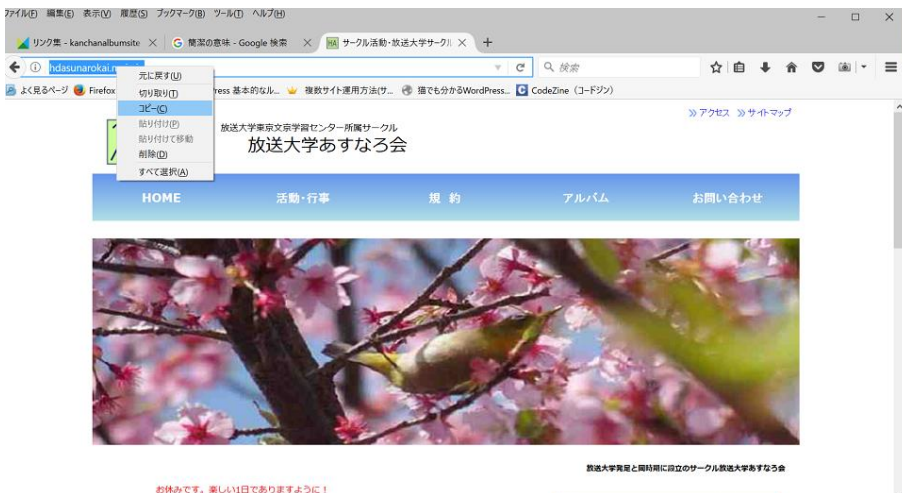 ファイル(F) 編集(E) 表示(V) 履歴(S) ブックマーク(B) ツール(T) ヘルプ(H)
リンク集 - kanchanalbumsite
簡潔の意味 - Google 検索
サークル活動・放送大学サークル
hdasunarokai
検索
よく見るページ Firefox
ress 基本的なル... 複数サイト運用方法(サ... 猫でも分かるWordPress... CodeZine（コードジン）
元に戻す(U)
切り取り(T)
コピー(C)
貼り付け(P)
貼り付けて移動
削除(D)
すべて選択(A)
アクセス サイトマップ
放送大学東京文京学習センター所属サークル
放送大学あすなろ会
HOME 活動・行事 規 約 アルバム お問い合わせ
放送大学発足と同時期に設立のサークル放送大学あすなろ会
お休みです。楽しい1日でありますように！